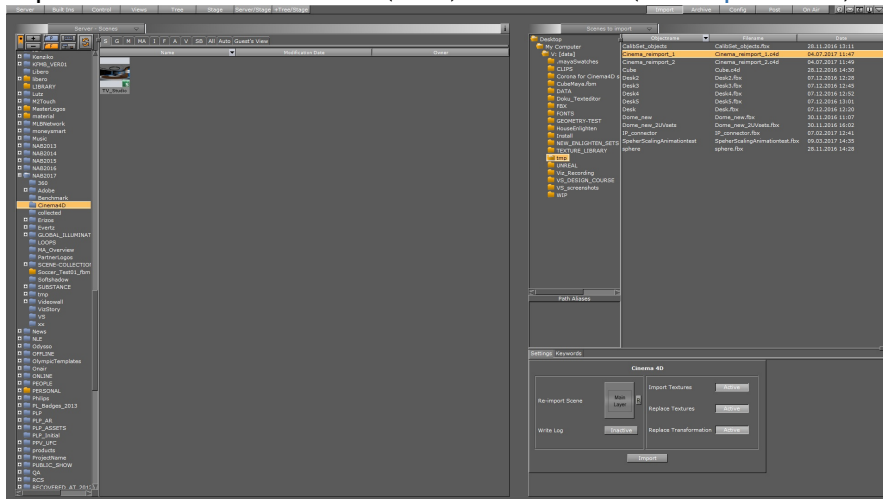 Server Built Ins Control Viewers Tree Stage Server/Stage +Tree/Stage Import Archive Config Post On Air
Server - Scenes
S G M MA I F A V SB All Auto Guest's View
Name Modification Date Owner
TV_Studio
Kenziko
KFMB_VER01
Libero
libero
LIBRARY
Lutz
M2Touch
MasterLogos
material
MLBNetwork
moneysmart
Music
NAB2013
NAB2014
NAB2015
NAB2016
NAB2017
360
Adobe
Benchmark
Cinema4D
collected
Erizos
Evertz
GLOBAL_ILLUMINAT
LOOPS
MA_Overview
PartnerLogos
SCENE-COLLECTION
Soccer_Test01_fbm
Softshadow
SUBSTANCE
tmp
Videowall
VizStory
VS
xx
News
NLE
Odysso
OFFLINE
OlympicTemplates
Onair
ONLINE
PEOPLE
PERSONAL
Philips
PL_Badges_2013
PLP
PLP_AR
PLP_ASSETS
PLP_Initial
PPV_UFC
products
ProjectName
PUBLIC_SHOW
QA
RCS
RECOVERED_AT_201
Scenes to import
Desktop
My Computer
V: [data]
.mayaSwatches
CLIPS
Corona for Cinema4D
CubeMaya.fbm
DATA
Doku_Texteditor
FBX
FONTS
GEOMETRY-TEST
HouseEnlighten
Install
NEW_ENLIGHTEN_SETS
TEXTURE_LIBRARY
tmp
UNREAL
Viz_Recording
VS_DESIGN_COURSE
VS_screenshots
WIP
Path Aliases
Objectname Filename Date
CalibSet_objects CalibSet_objects.fbx 28.11.2016 13:11
Cinema_reimport_1 Cinema_reimport_1.c4d 04.07.2017 11:47
Cinema_reimport_2 Cinema_reimport_2.c4d 04.07.2017 11:49
Cube Cube.c4d 28.12.2016 14:30
Desk2 Desk2.fbx 07.12.2016 12:28
Desk3 Desk3.fbx 07.12.2016 12:45
Desk4 Desk4.fbx 07.12.2016 12:52
Desk5 Desk5.fbx 07.12.2016 13:01
Desk Desk.fbx 07.12.2016 12:20
Dome_new Dome_new.fbx 30.11.2016 11:07
Dome_new_2UVsets Dome_new_2UVsets.fbx 30.11.2016 16:02
IP_connector IP_connector.fbx 07.02.2017 12:41
SpeherScalingAnimationtest SpeherScalingAnimationtest.fbx 09.03.2017 14:35
sphere sphere.fbx 28.11.2016 14:28
Settings Keywords
Cinema 4D
Re-import Scene Main Layer Import Textures Active
Replace Textures Active
Write Log Inactive Replace Transformation Active
Import